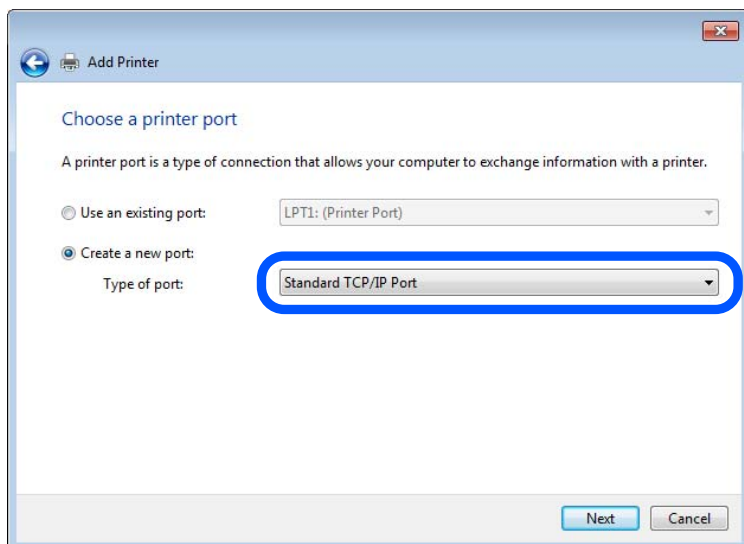 Add Printer
Choose a printer port
A printer port is a type of connection that allows your computer to exchange information with a printer.
Use an existing port: LPT1: (Printer Port)
Create a new port:
Type of port: Standard TCP/IP Port
Next Cancel